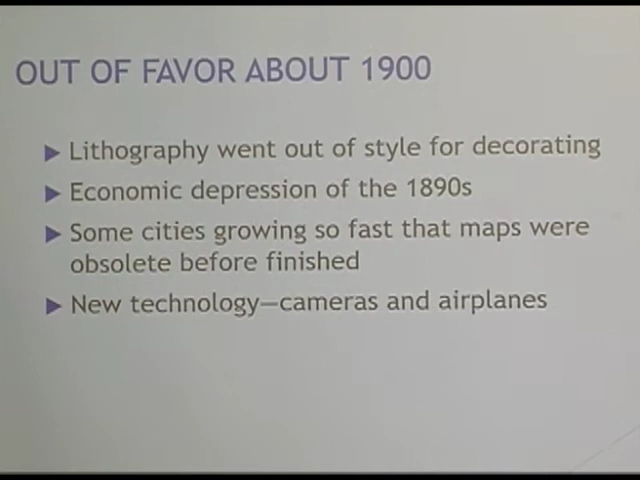 OUT OF FAVOR ABOUT 1900
Lithography went out of style for decorating
Economic depression of the 1890s
Some cities growing so fast that maps were
obsolete before finished
New technology—cameras and airplanes